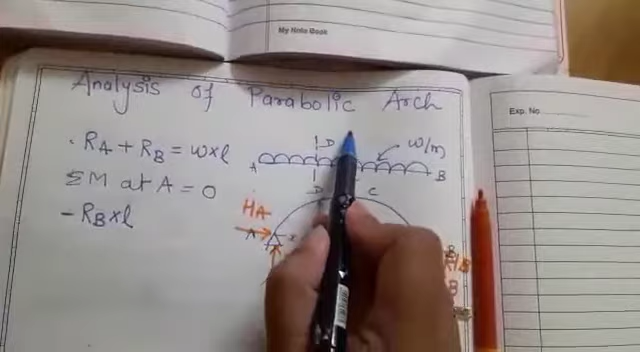 My Note Book
Analysis of Parabolic Arch
Exp. No
. RA + RB = w x l
D
w/m
A
B
ΣM at A = 0
D
C
- RB x l
HA
A
x
B
B